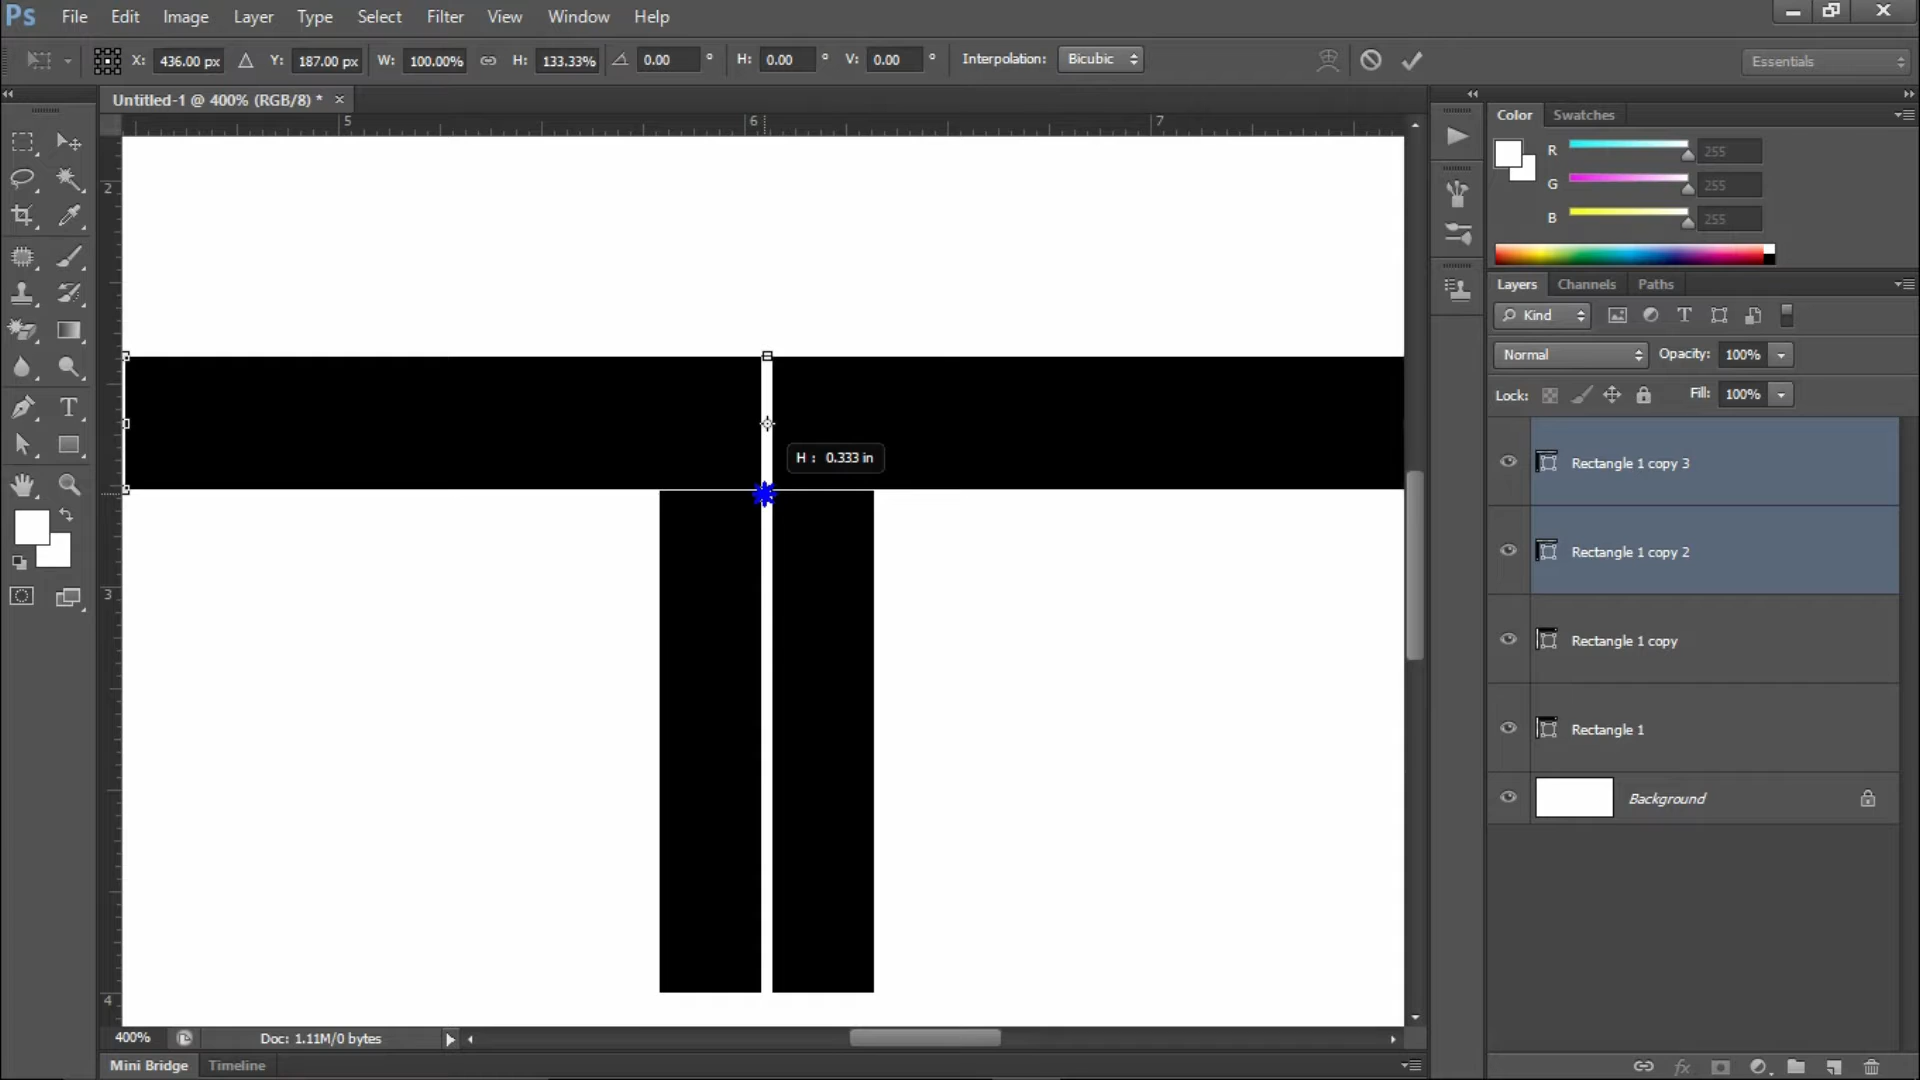 Ps File Edit Image Layer Type Select Filter View Window Help
X: 436.00 px Y: 187.00 px W: 100.00% H: 133.33% 0.00 ° H: 0.00 ° V: 0.00 ° Interpolation: Bicubic Essentials
Untitled-1 @ 400% (RGB/8) * ×
5 6 7
2
3
4
H : 0.333 in
Color Swatches
R 255
G 255
B 255
Layers Channels Paths
Kind
Normal Opacity: 100%
Lock: Fill: 100%
Rectangle 1 copy 3
Rectangle 1 copy 2
Rectangle 1 copy
Rectangle 1
Background
400% Doc: 1.11M/0 bytes
Mini Bridge Timeline